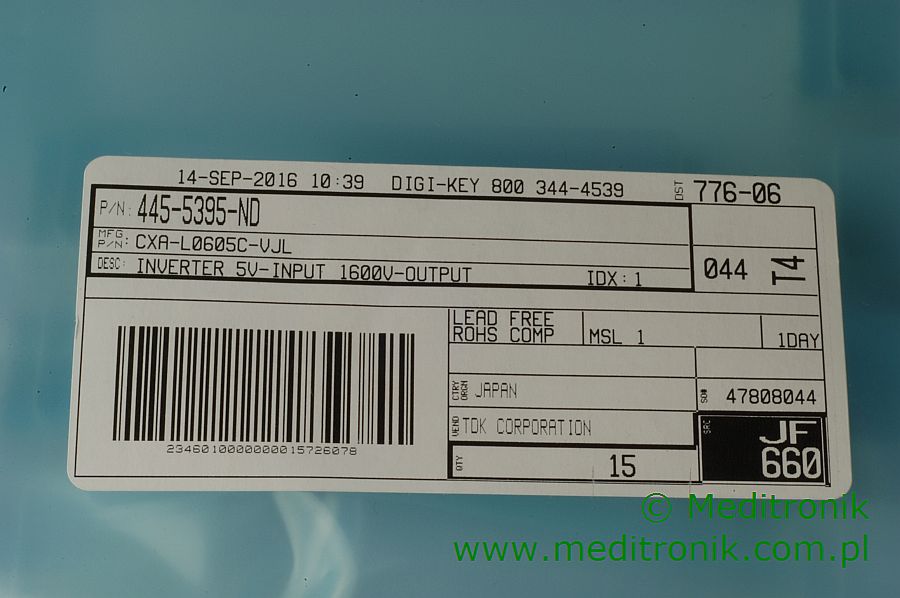 14-SEP-2016 10:39 DIGI-KEY 800 344-4539 DST 776-06
P/N: 445-5395-ND
MFG P/N: CXA-L0605C-VJL
DESC: INVERTER 5V-INPUT 1600V-OUTPUT IDX: 1
044 T4
LEAD FREE
ROHS COMP
MSL 1
1DAY
CTRY ORGN JAPAN
SO# 47808044
VEND TDK CORPORATION
SRC JF
660
QTY 15
23460100000000015726078
© Meditronik
www.meditronik.com.pl